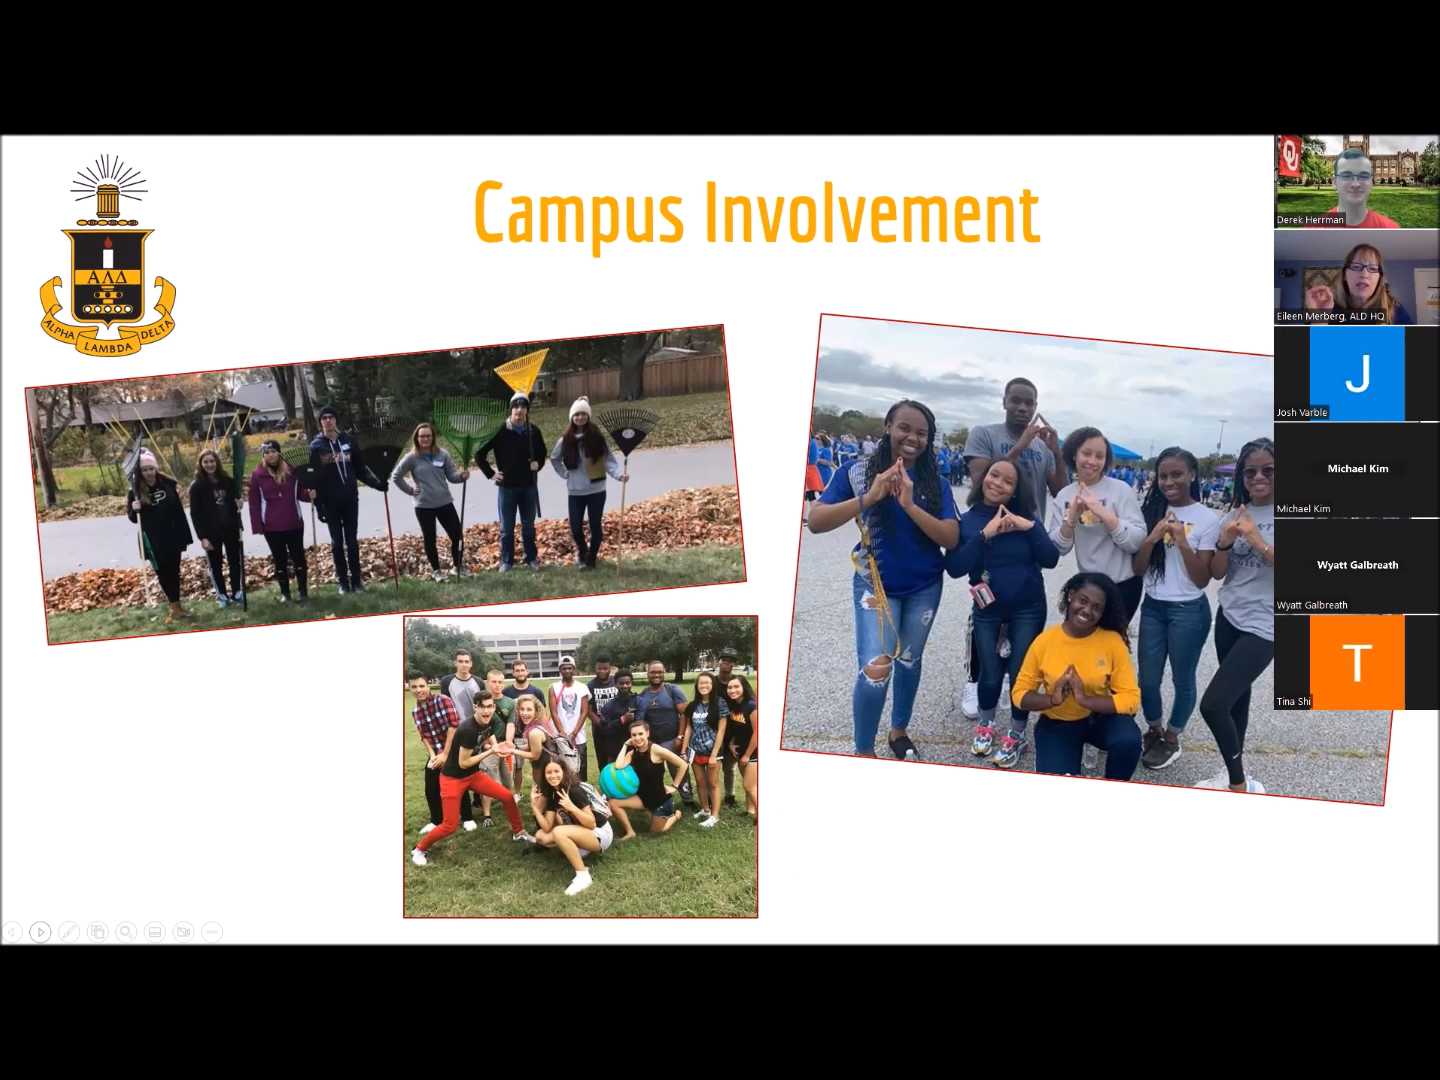 Campus Involvement
ΑΛΔ
ALPHA
LAMBDA
DELTA
OU
Derek Herrman
Eileen Merberg, ALD HQ
J
Josh Varble
Michael Kim
Michael Kim
Wyatt Galbreath
Wyatt Galbreath
T
Tina Shi